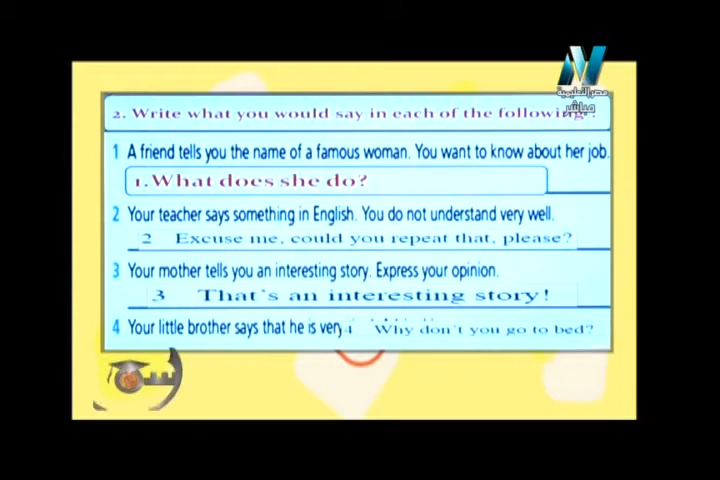 مصر التعليمية
مباشر
2. Write what you would say in each of the following:
1 A friend tells you the name of a famous woman. You want to know about her job.
1.What does she do?
2 Your teacher says something in English. You do not understand very well.
2 Excuse me, could you repeat that, please?
3 Your mother tells you an interesting story. Express your opinion.
3 That's an interesting story!
4 Your little brother says that he is very
4 Why don't you go to bed?